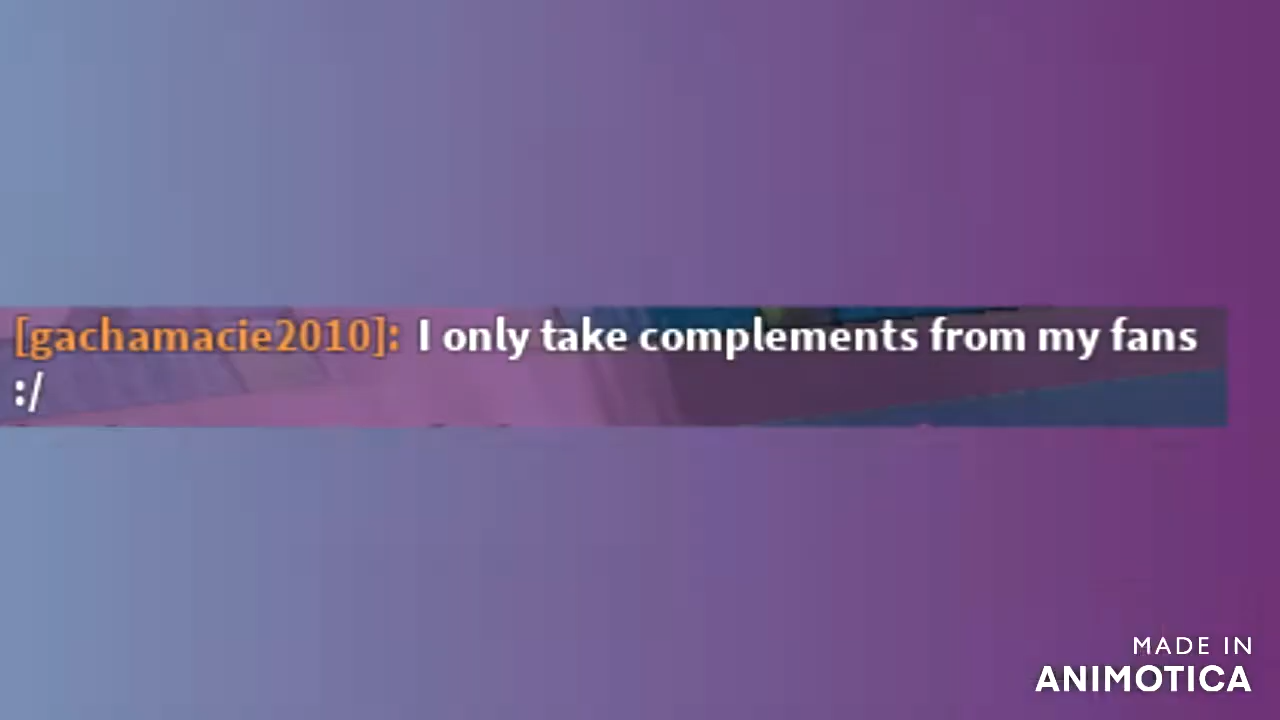 [gachamacie2010]: I only take complements from my fans
:/
MADE IN
ANIMOTICA